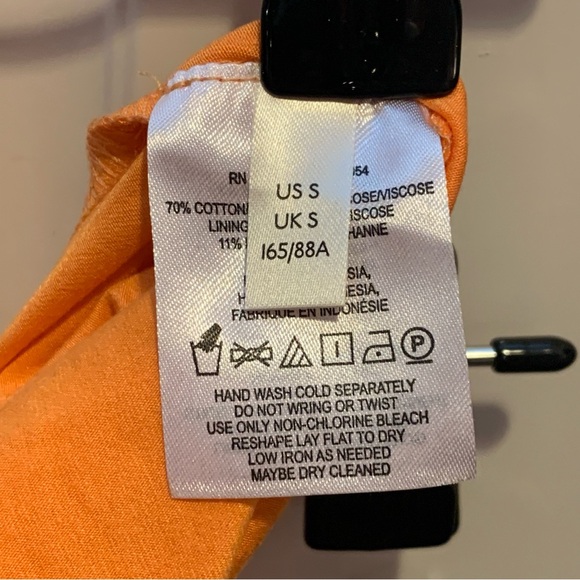 RN 954
US S
UK S
165/88A
70% COTTON OSE/VISCOSE
LINING ISCOSE
11% HANNE
SIA,
H ESIA,
FABRIQUE EN INDONÉSIE
HAND WASH COLD SEPARATELY
DO NOT WRING OR TWIST
USE ONLY NON-CHLORINE BLEACH
RESHAPE LAY FLAT TO DRY
LOW IRON AS NEEDED
MAYBE DRY CLEANED